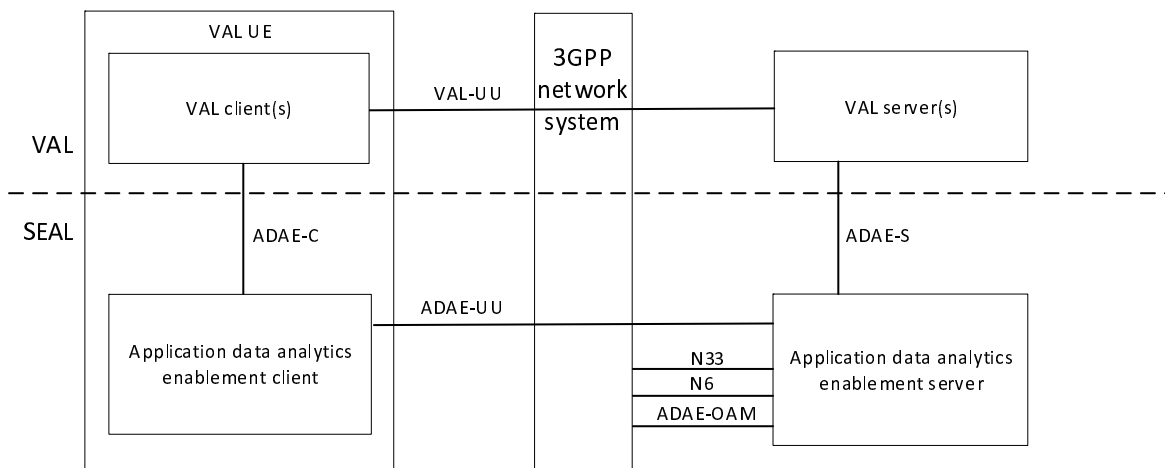 VAL UE
3GPP
network
system
VAL client(s)
VAL-UU
VAL server(s)
VAL
SEAL
ADAE-C
ADAE-S
ADAE-UU
Application data analytics
enablement client
N33
N6
ADAE-OAM
Application data analytics
enablement server